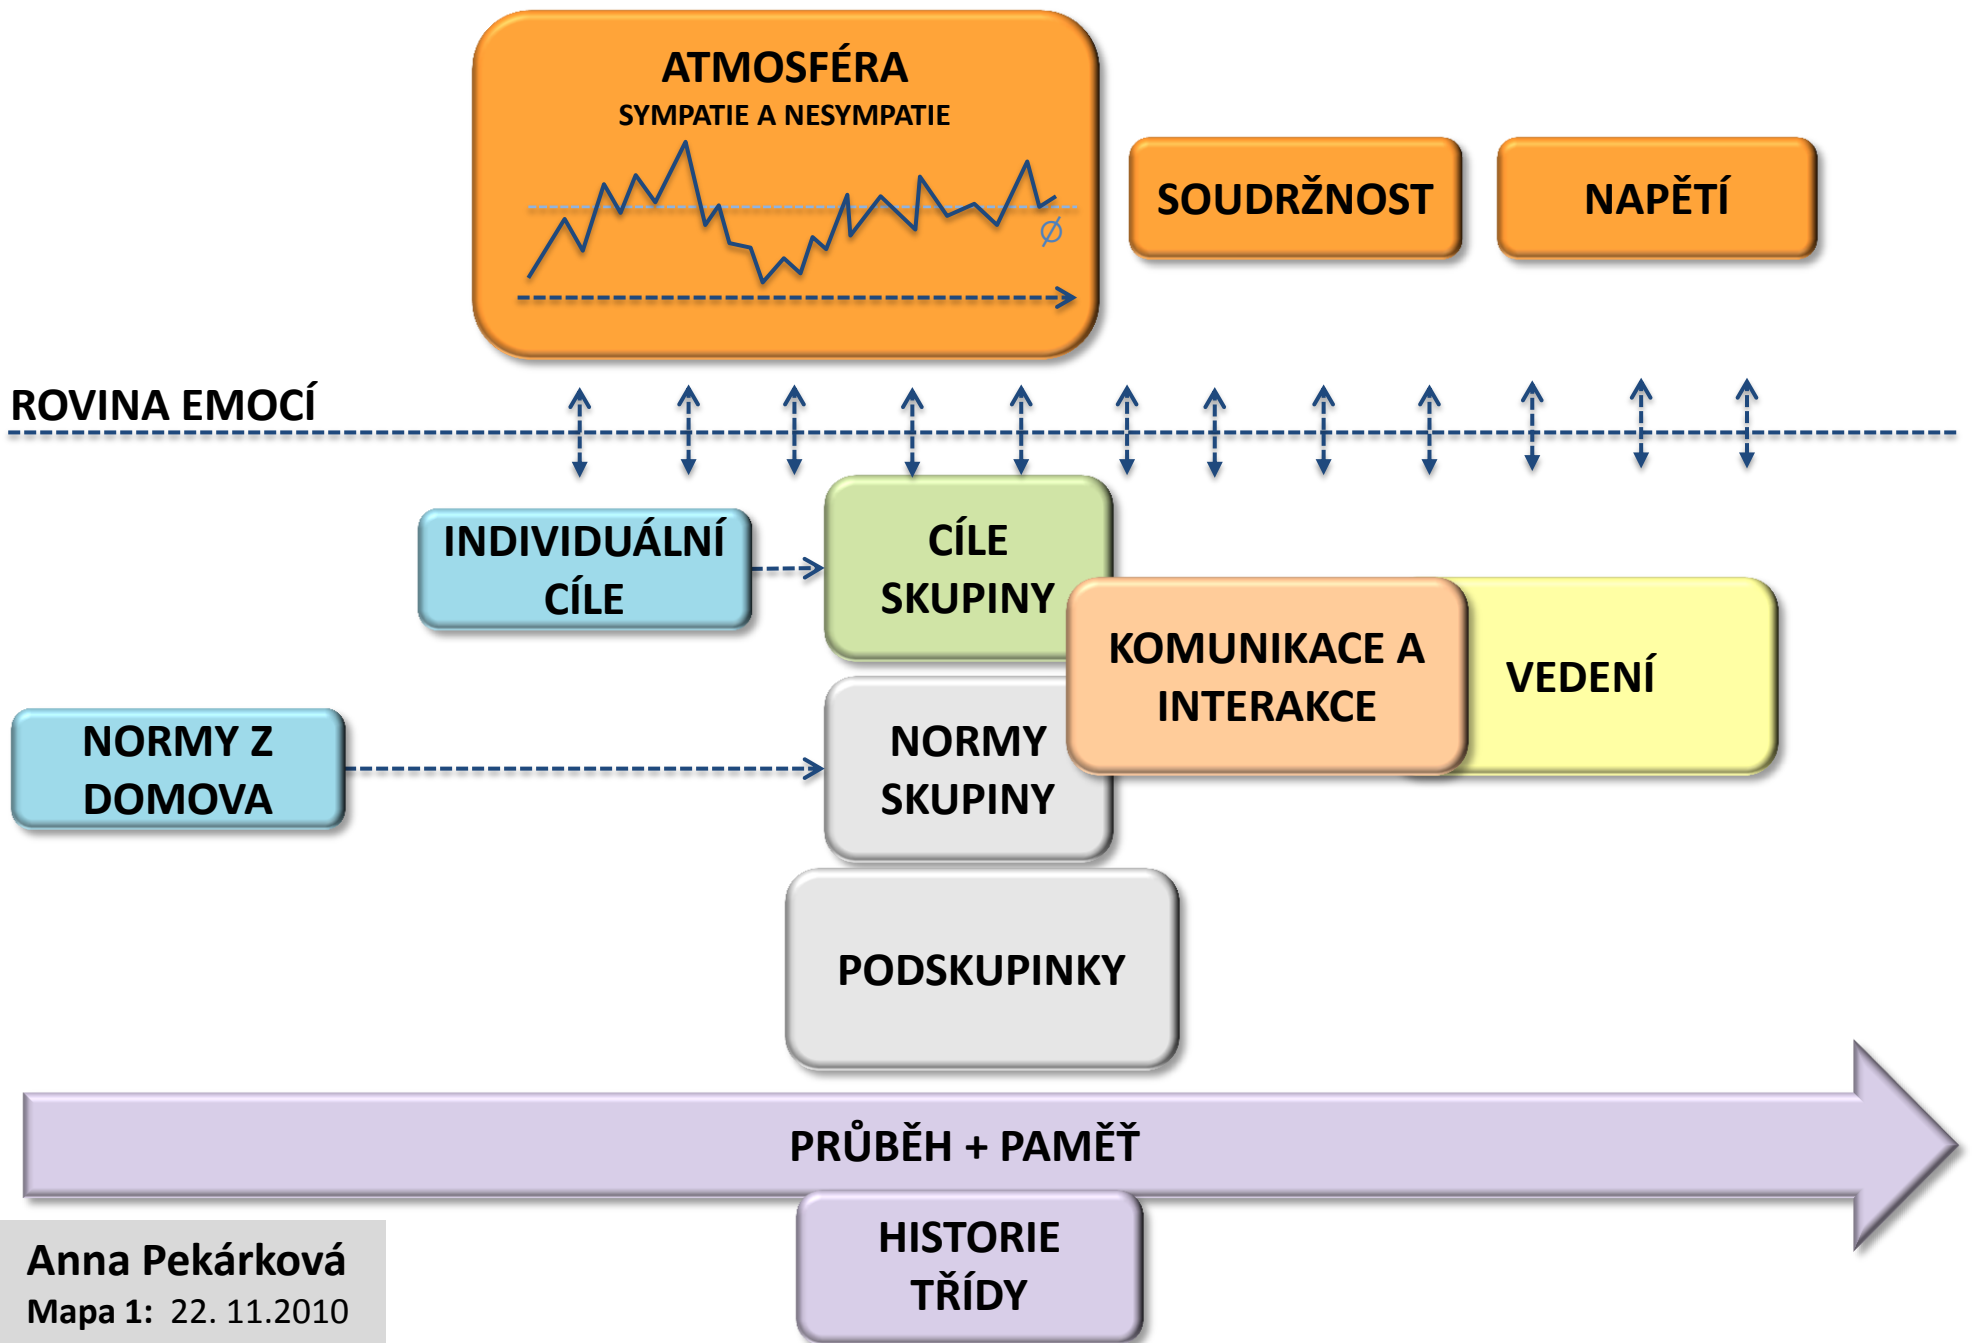 ATMOSFÉRA
SYMPATIE A NESYMPATIE
Ø
SOUDRŽNOST
NAPĚTÍ
ROVINA EMOCÍ
INDIVIDUÁLNÍ
CÍLE
CÍLE
SKUPINY
KOMUNIKACE A
INTERAKCE
VEDENÍ
NORMY Z
DOMOVA
NORMY
SKUPINY
PODSKUPINKY
PRŮBĚH + PAMĚŤ
HISTORIE
TŘÍDY
Anna Pekárková
Mapa 1: 22. 11.2010